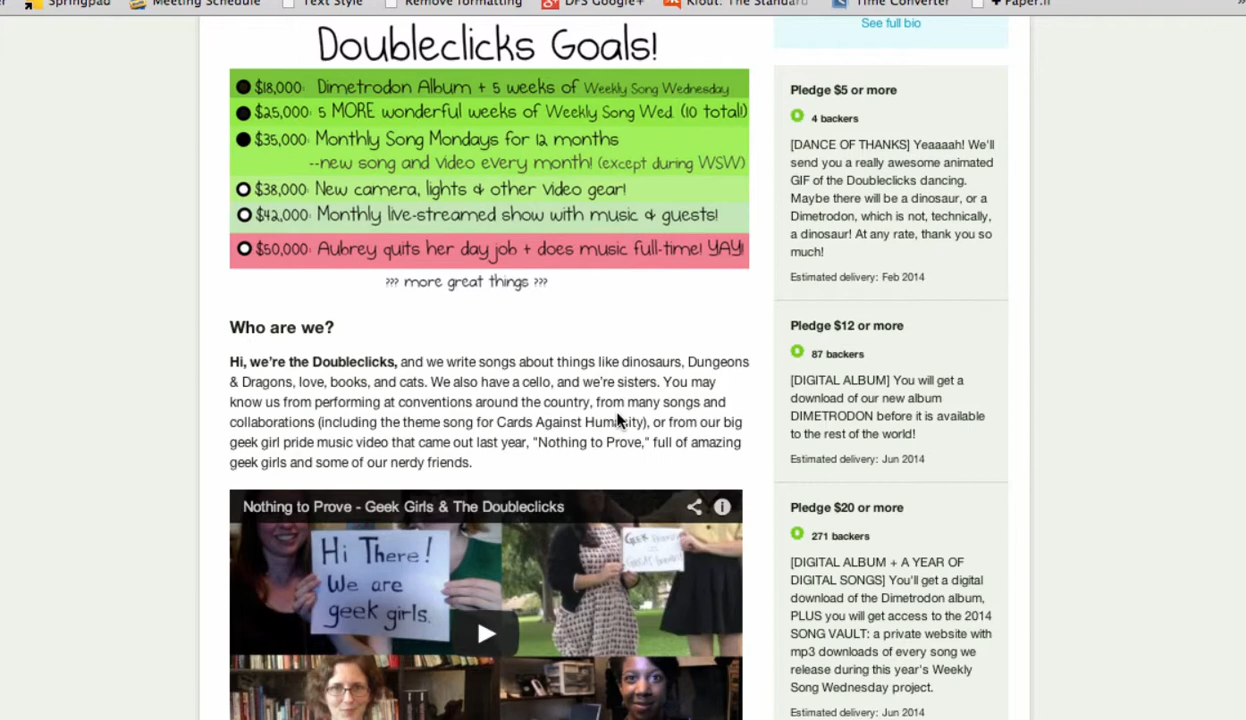 Springpad
Meeting Schedule
Text Style
Remove formatting
DFS Google+
Klout: The Standard
Time Converter
Paper.li
Doubleclicks Goals!
$18,000: Dimetrodon Album + 5 weeks of Weekly Song Wednesday
$25,000: 5 MORE wonderful weeks of Weekly Song Wed. (10 total!)
$35,000: Monthly Song Mondays for 12 months
--new song and video every month! (except during WSW)
$38,000: New camera, lights & other video gear!
$42,000: Monthly live-streamed show with music & guests!
$50,000: Aubrey quits her day job + does music full-time! YAY!
??? more great things ???
Who are we?
Hi, we're the Doubleclicks, and we write songs about things like dinosaurs, Dungeons
& Dragons, love, books, and cats. We also have a cello, and we're sisters. You may
know us from performing at conventions around the country, from many songs and
collaborations (including the theme song for Cards Against Humanity), or from our big
geek girl pride music video that came out last year, "Nothing to Prove," full of amazing
geek girls and some of our nerdy friends.
Nothing to Prove - Geek Girls & The Doubleclicks
Hi There!
We are
geek girls.
See full bio
Pledge $5 or more
4 backers
[DANCE OF THANKS] Yeaaaah! We'll
send you a really awesome animated
GIF of the Doubleclicks dancing.
Maybe there will be a dinosaur, or a
Dimetrodon, which is not, technically,
a dinosaur! At any rate, thank you so
much!
Estimated delivery: Feb 2014
Pledge $12 or more
87 backers
[DIGITAL ALBUM] You will get a
download of our new album
DIMETRODON before it is available
to the rest of the world!
Estimated delivery: Jun 2014
Pledge $20 or more
271 backers
[DIGITAL ALBUM + A YEAR OF
DIGITAL SONGS] You'll get a digital
download of the Dimetrodon album,
PLUS you will get access to the 2014
SONG VAULT: a private website with
mp3 downloads of every song we
release during this year's Weekly
Song Wednesday project.
Estimated delivery: Jun 2014